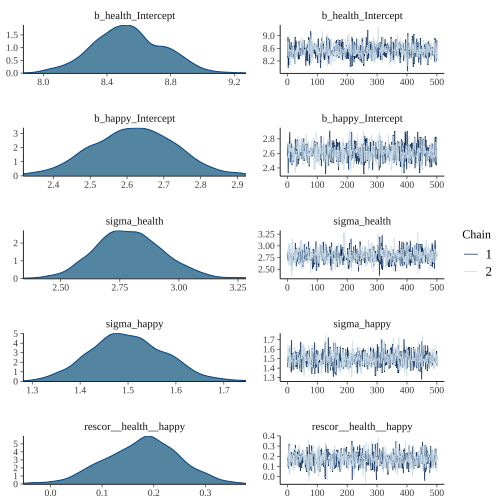 b_health_Intercept
b_health_Intercept
1.5
1.0
0.5
0.0
8.0 8.4 8.8 9.2
9.0
8.6
8.2
0 100 200 300 400 500
b_happy_Intercept
b_happy_Intercept
3
2
1
0
2.4 2.5 2.6 2.7 2.8 2.9
2.8
2.6
2.4
0 100 200 300 400 500
sigma_health
sigma_health
2
1
0
2.50 2.75 3.00 3.25
3.25
3.00
2.75
2.50
0 100 200 300 400 500
Chain
1
2
sigma_happy
sigma_happy
5
4
3
2
1
0
1.3 1.4 1.5 1.6 1.7
1.7
1.6
1.5
1.4
1.3
0 100 200 300 400 500
rescor__health__happy
rescor__health__happy
5
4
3
2
1
0
0.0 0.1 0.2 0.3
0.4
0.3
0.2
0.1
0.0
0 100 200 300 400 500